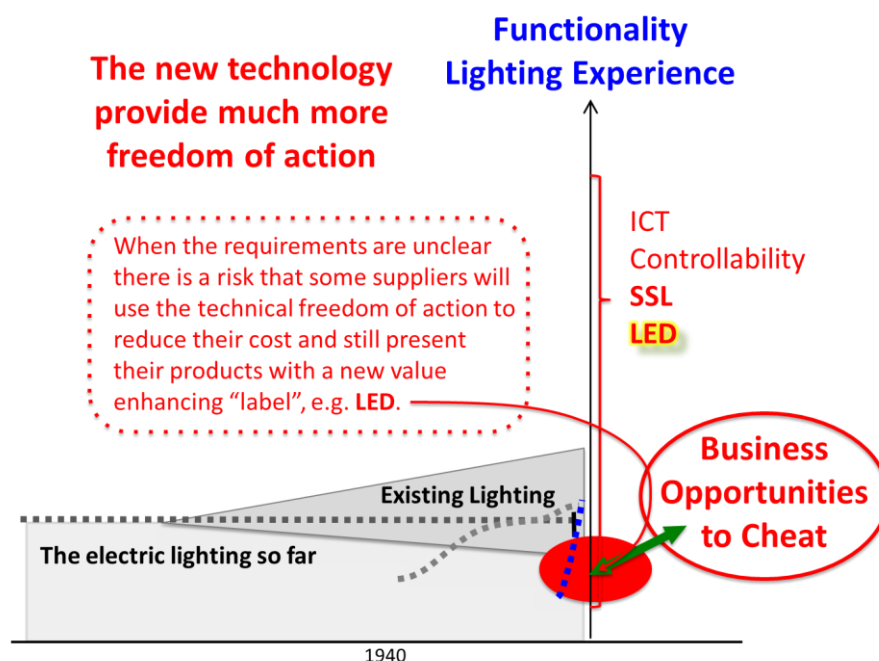 Functionality
Lighting Experience
The new technology
provide much more
freedom of action
When the requirements are unclear
there is a risk that some suppliers will
use the technical freedom of action to
reduce their cost and still present
their products with a new value
enhancing “label”, e.g. LED.
ICT
Controllability
SSL
LED
Business
Opportunities
to Cheat
Existing Lighting
The electric lighting so far
1940